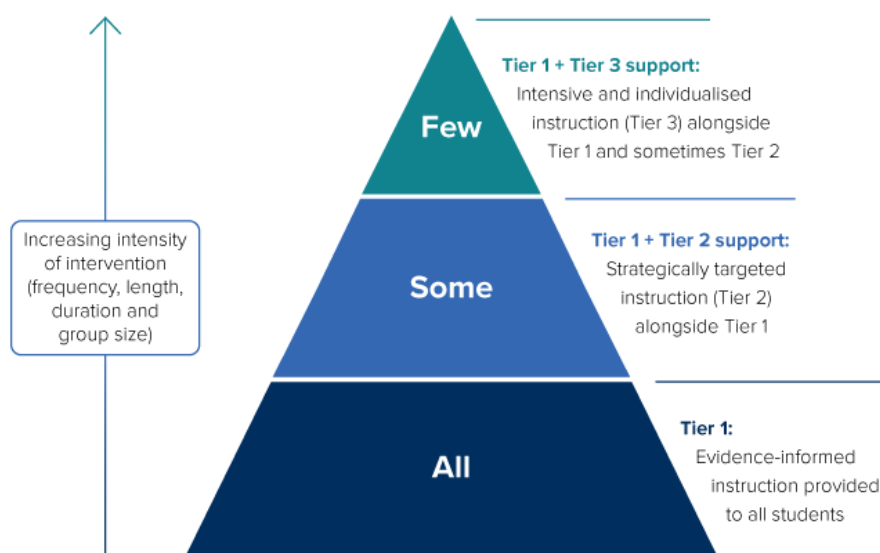 Tier 1 + Tier 3 support:
Intensive and individualised
instruction (Tier 3) alongside
Tier 1 and sometimes Tier 2
Few
Increasing intensity
of intervention
(frequency, length,
duration and
group size)
Tier 1 + Tier 2 support:
Strategically targeted
instruction (Tier 2)
alongside Tier 1
Some
Tier 1:
Evidence-informed
instruction provided
to all students
All